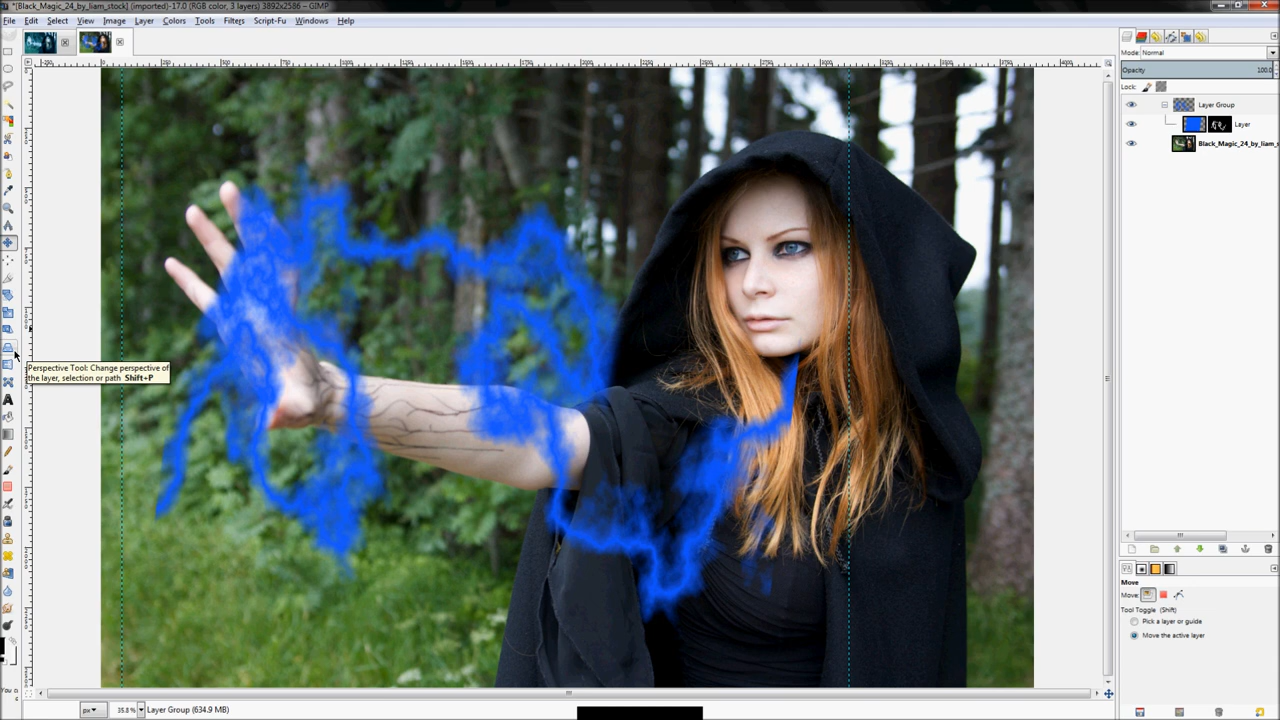 *[Black_Magic_24_by_liam_stock] (imported)-17.0 (RGB color, 3 layers) 3892x2586 – GIMP
File Edit Select View Image Layer Colors Tools Filters Script-Fu Windows Help
Mode: Normal
Opacity 100.0
Lock:
Layer Group
Layer
Black_Magic_24_by_liam_s
Perspective Tool: Change perspective of
the layer, selection or path Shift+P
Move
Move:
Tool Toggle (Shift)
Pick a layer or guide
Move the active layer
You a
px 35.8 % Layer Group (634.9 MB)